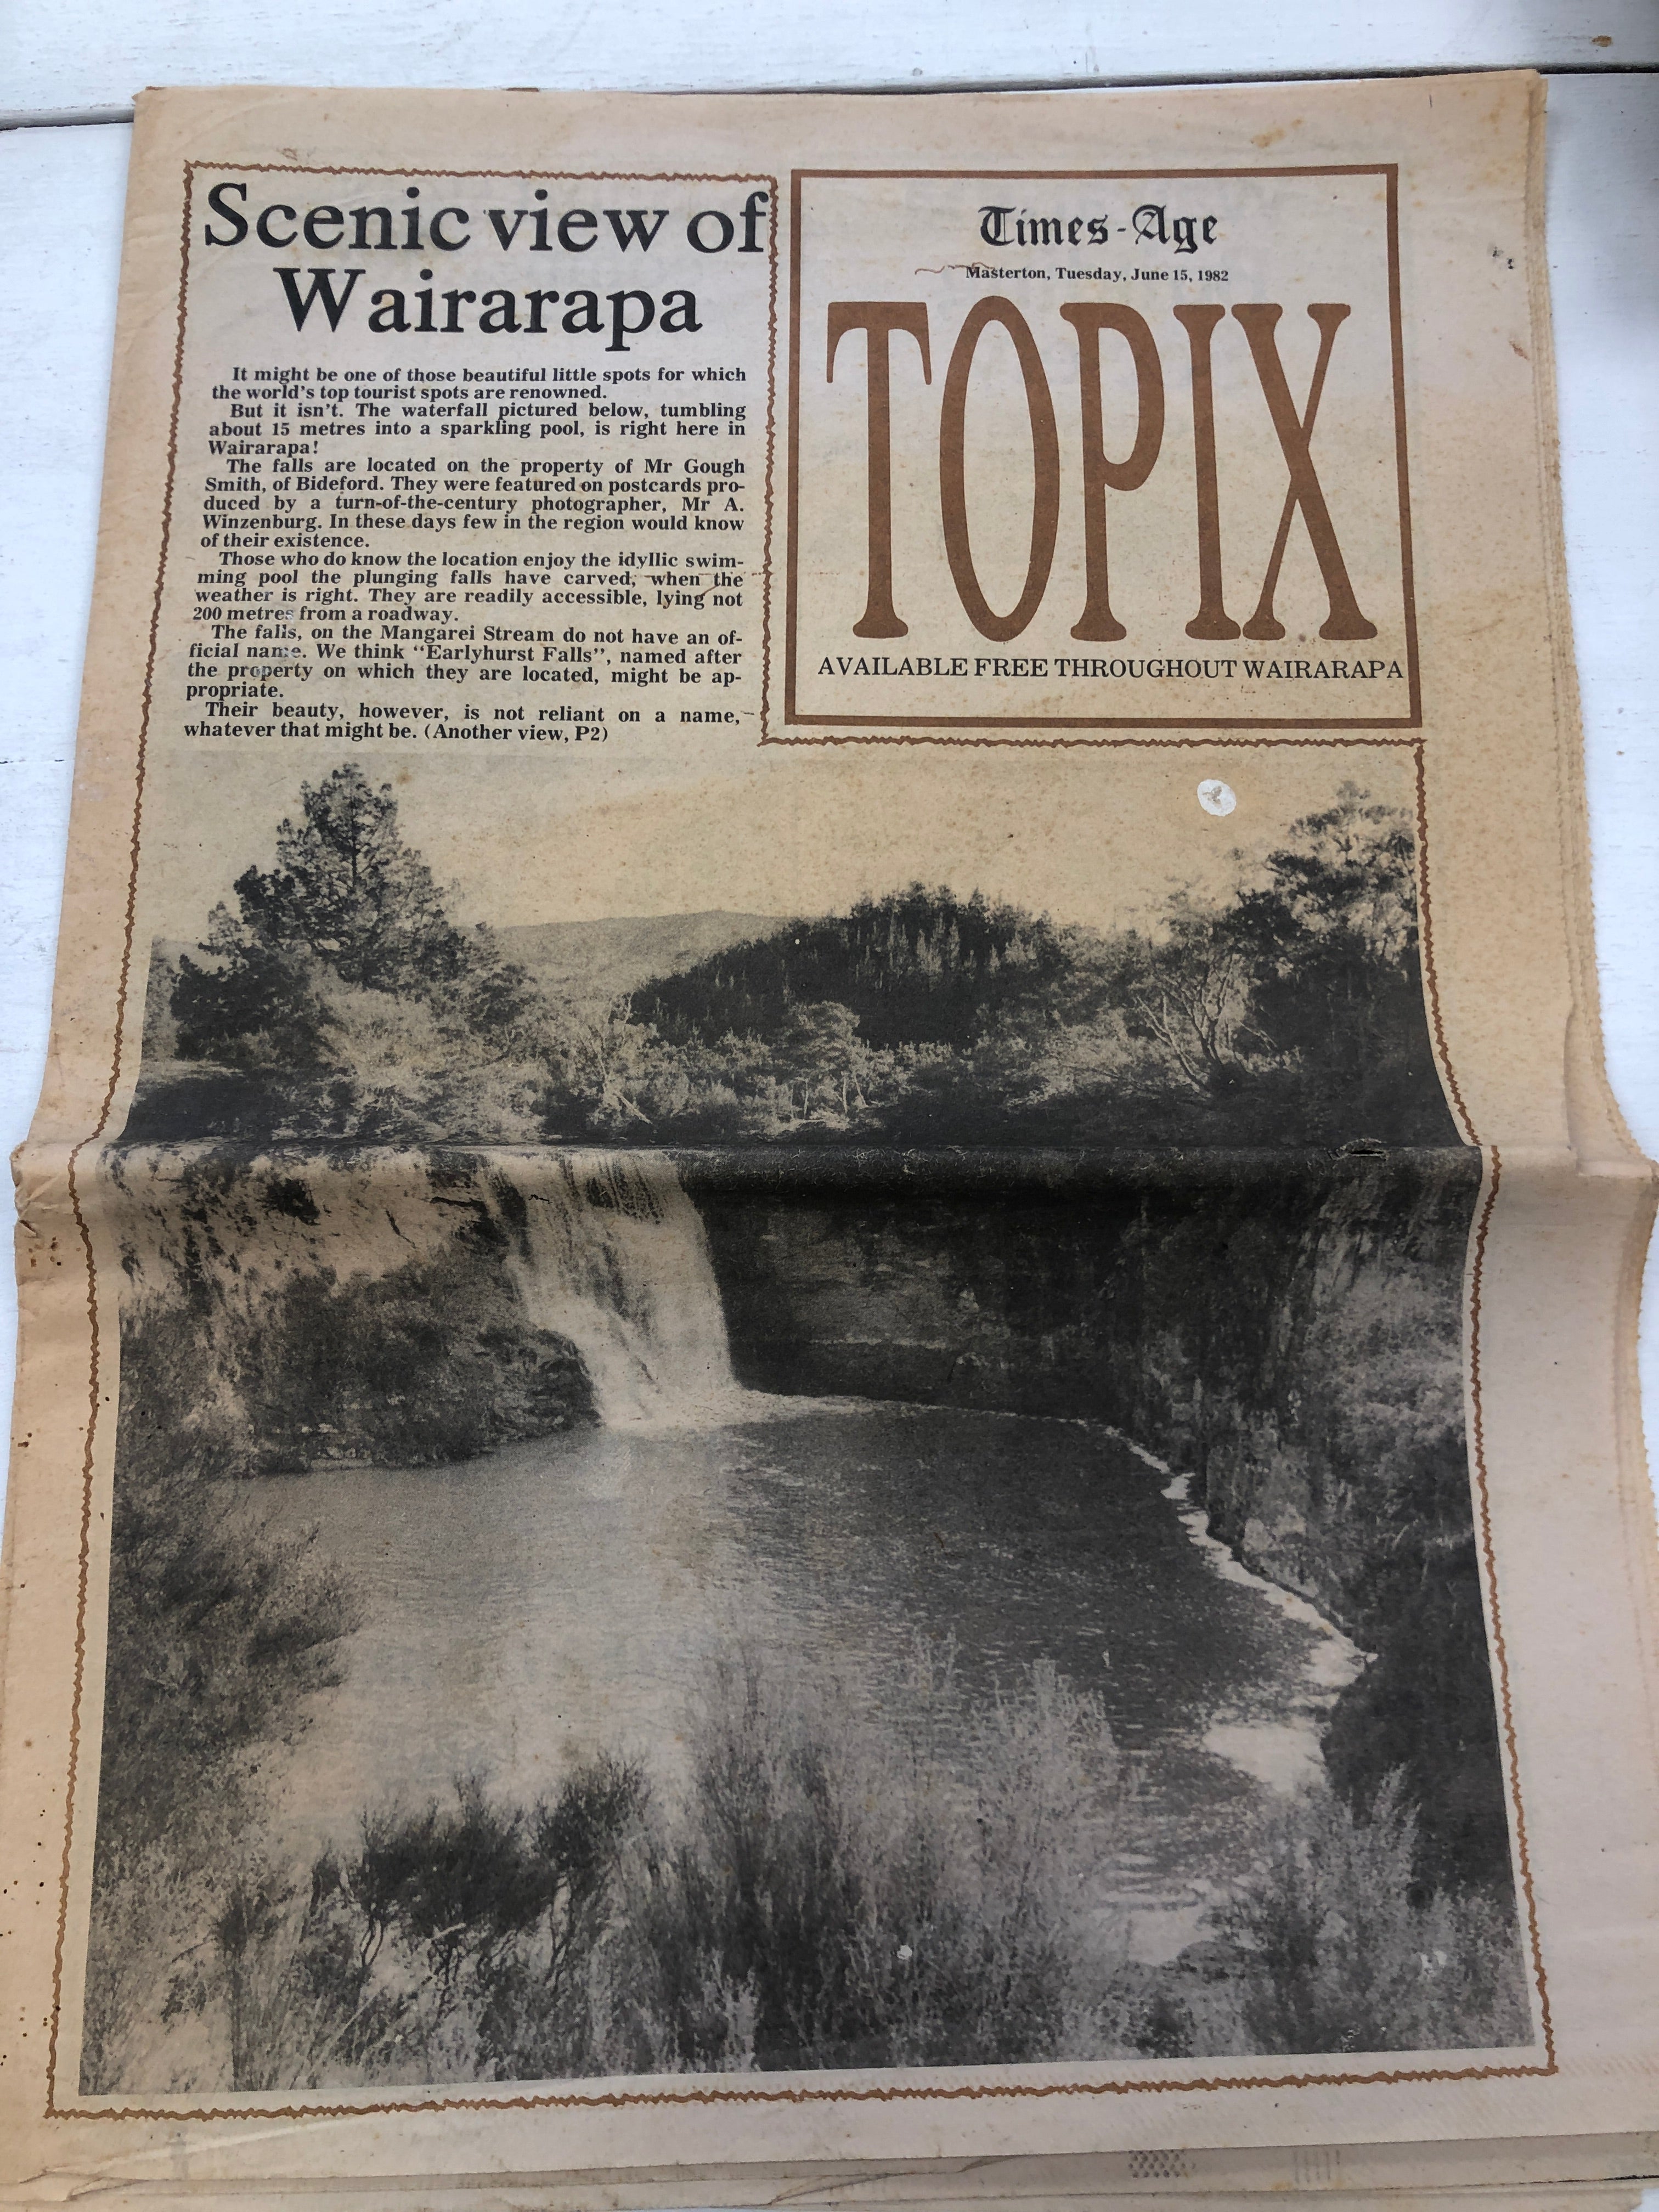 Scenic view of
Wairarapa
It might be one of those beautiful little spots for which
the world's top tourist spots are renowned.
But it isn't. The waterfall pictured below, tumbling
about 15 metres into a sparkling pool, is right here in
Wairarapa!
The falls are located on the property of Mr Gough
Smith, of Bideford. They were featured on postcards pro-
duced by a turn-of-the-century photographer, Mr A.
Winzenburg. In these days few in the region would know
of their existence.
Those who do know the location enjoy the idyllic swim-
ming pool the plunging falls have carved, when the
weather is right. They are readily accessible, lying not
200 metres from a roadway.
The falls, on the Mangarei Stream do not have an of-
ficial name. We think "Earlyhurst Falls", named after
the property on which they are located, might be ap-
propriate.
Their beauty, however, is not reliant on a name,
whatever that might be. (Another view, P2)
Times-Age
Masterton, Tuesday, June 15, 1982
TOPIX
AVAILABLE FREE THROUGHOUT WAIRARAPA